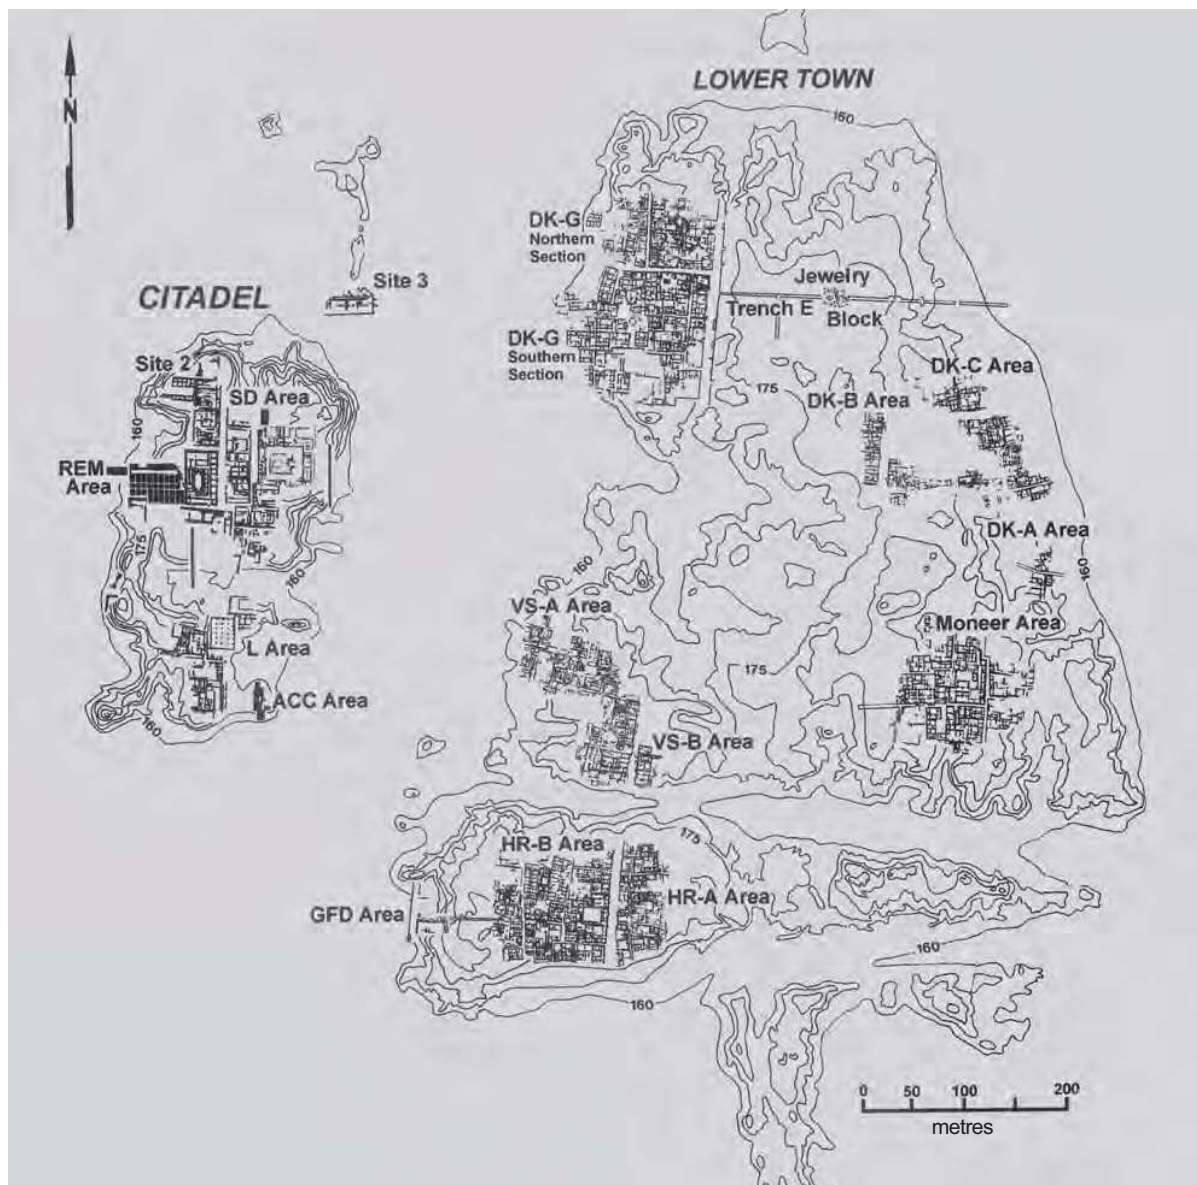 LOWER TOWN
160
N
DK-G
Northern
Section
Site 3
CITADEL
Jewelry
Trench E
Block
DK-G
Southern
Section
Site 2
DK-C Area
175
SD Area
DK-B Area
160
REM
Area
DK-A Area
175
160
160
160
VS-A Area
Moneer Area
L Area
175
ACC Area
160
VS-B Area
175
HR-B Area
HR-A Area
GFD Area
160
160
0 50 100 200
metres